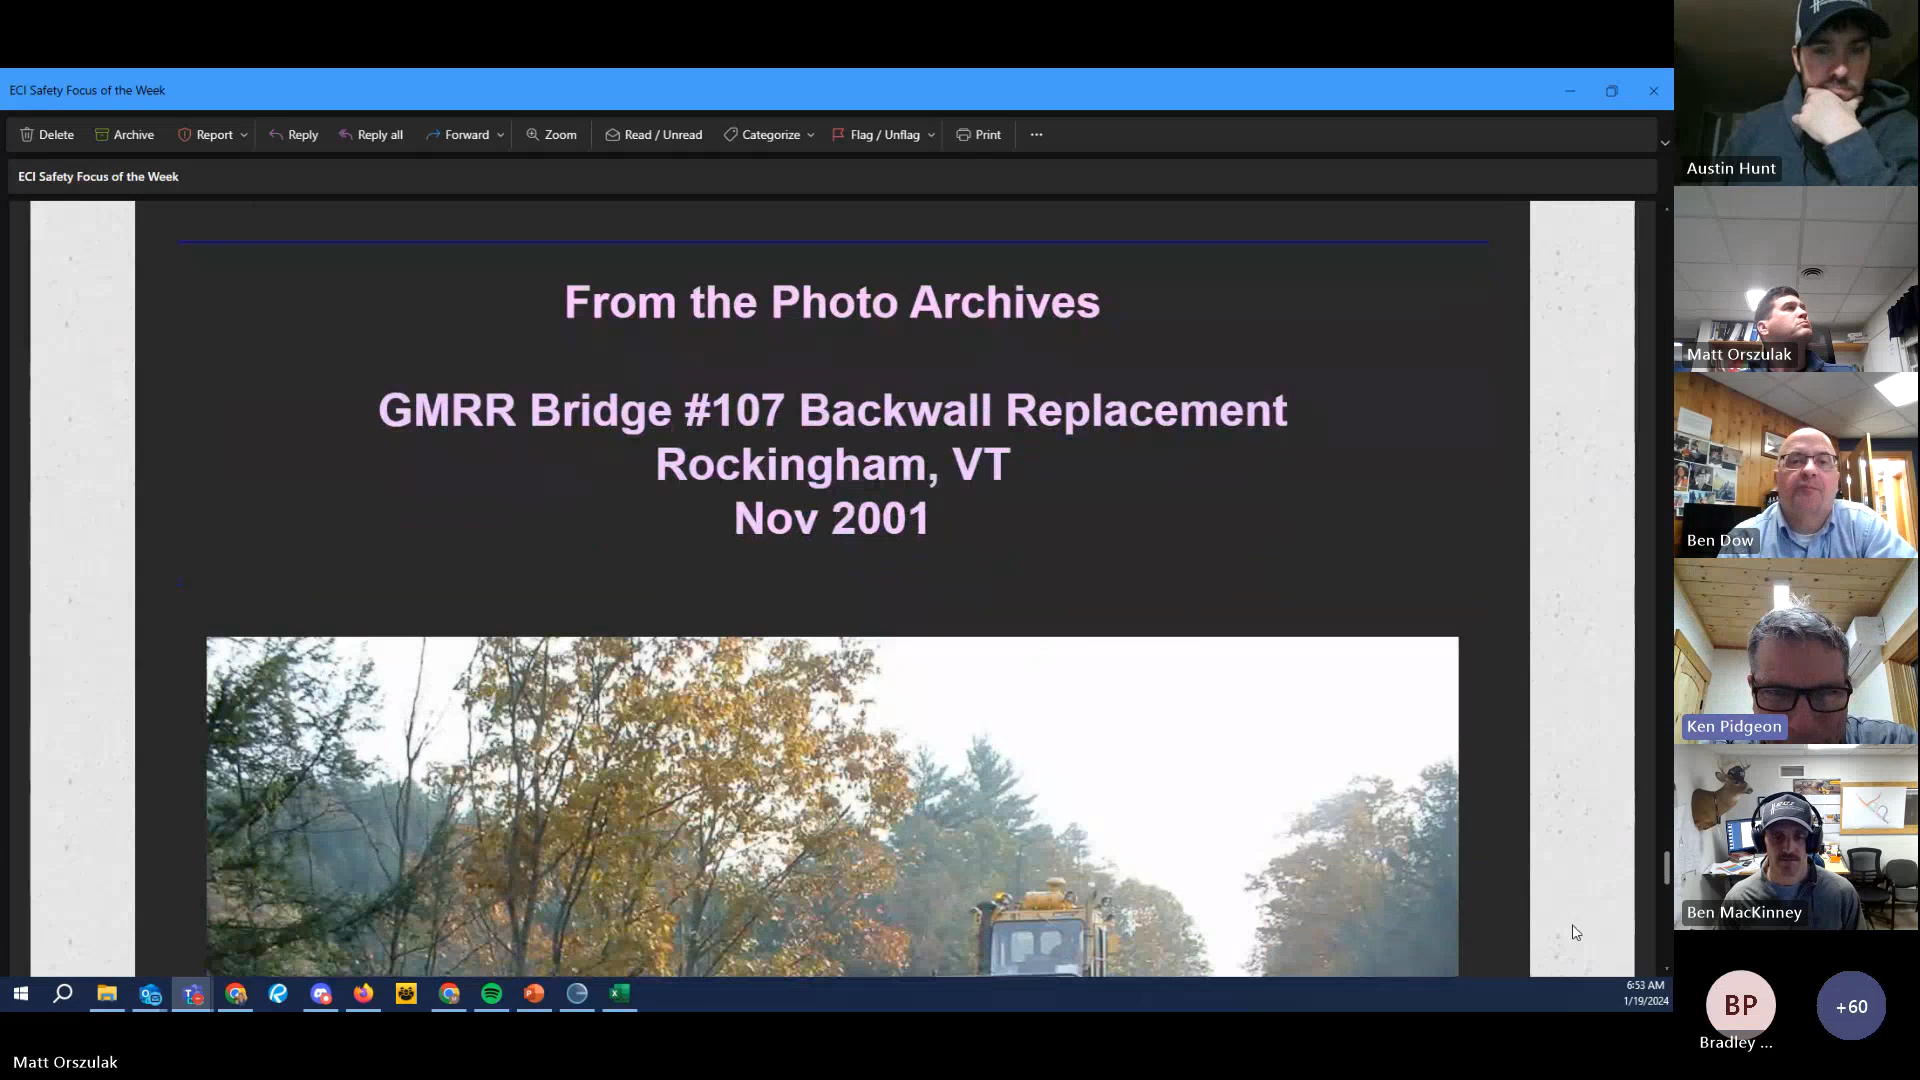 ECI Safety Focus of the Week
Delete
Archive
Report
Reply
Reply all
Forward
Zoom
Read / Unread
Categorize
Flag / Unflag
Print
ECI Safety Focus of the Week
From the Photo Archives
GMRR Bridge #107 Backwall Replacement
Rockingham, VT
Nov 2001
6:53 AM
1/19/2024
Matt Orszulak
Austin Hunt
Matt Orszulak
Ben Dow
Ken Pidgeon
Ben MacKinney
BP
Bradley ...
+60